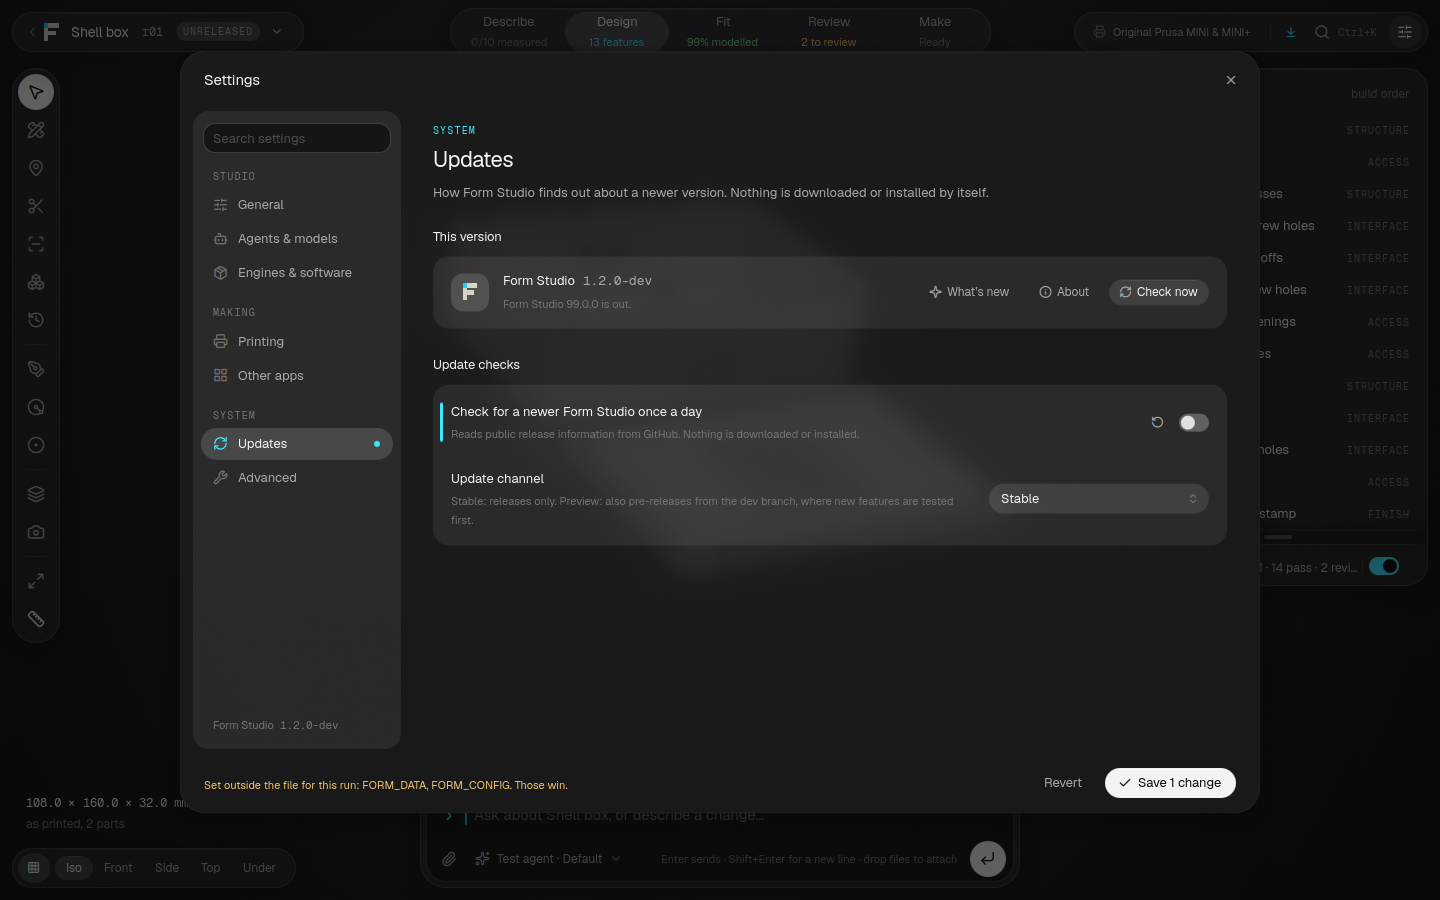 Shell box r01 UNRELEASED
Describe
0/10 measured
Design
13 features
Fit
99% modelled
Review
2 to review
Make
Ready
Original Prusa MINI & MINI+
Ctrl+K
Settings
Search settings
STUDIO
General
Agents & models
Engines & software
MAKING
Printing
Other apps
SYSTEM
Updates
Advanced
Form Studio 1.2.0-dev
SYSTEM
Updates
How Form Studio finds out about a newer version. Nothing is downloaded or installed by itself.
This version
Form Studio 1.2.0-dev
Form Studio 99.0.0 is out.
What's new
About
Check now
Update checks
Check for a newer Form Studio once a day
Reads public release information from GitHub. Nothing is downloaded or installed.
Update channel
Stable: releases only. Preview: also pre-releases from the dev branch, where new features are tested
first.
Stable
Set outside the file for this run: FORM_DATA, FORM_CONFIG. Those win.
Revert
Save 1 change
build order
STRUCTURE
ACCESS
STRUCTURE
holes INTERFACE
INTERFACE
holes INTERFACE
ACCESS
ACCESS
STRUCTURE
INTERFACE
holes INTERFACE
ACCESS
stamp FINISH
14 pass · 2 revi...
108.0 × 160.0 × 32.0
as printed, 2 parts
Iso
Front
Side
Top
Under
Ask about Shell box, or describe a change...
Test agent · Default
Enter sends · Shift+Enter for a new line · drop files to attach